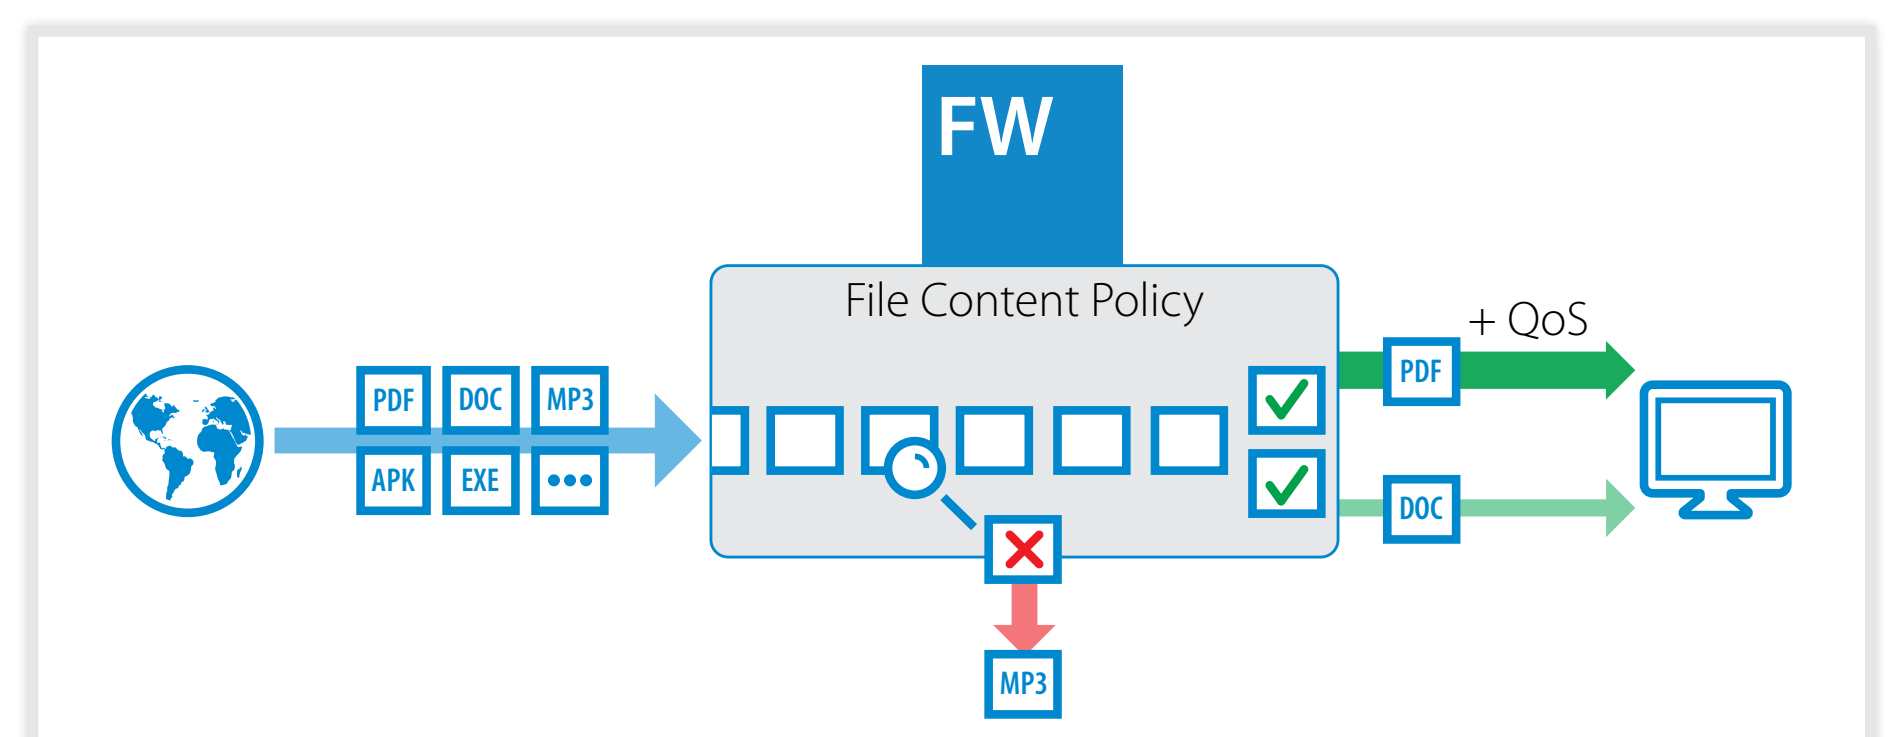 FW
File Content Policy
+ QoS
PDF
DOC
MP3
APK
EXE
•••
PDF
DOC
MP3